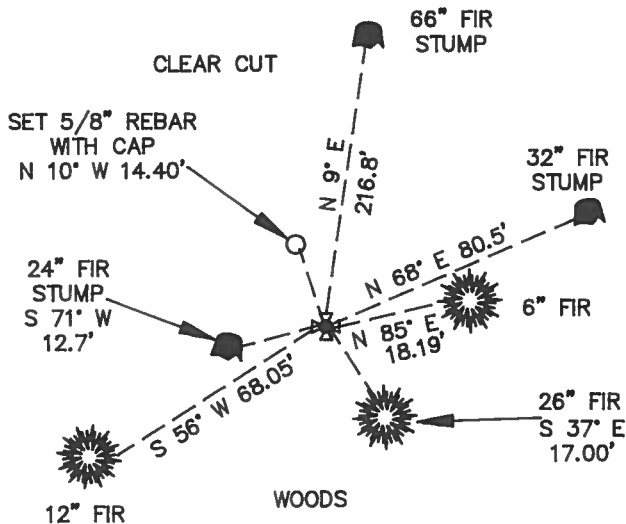 66" FIR
STUMP
CLEAR CUT
SET 5/8" REBAR
WITH CAP
N 10° W 14.40'
N 9° E
216.8'
32" FIR
STUMP
N 68° E 80.5'
24" FIR
STUMP
S 71° W
12.7'
6" FIR
N 85° E
18.19'
S 56° W 68.05'
26" FIR
S 37° E
17.00'
12" FIR
WOODS